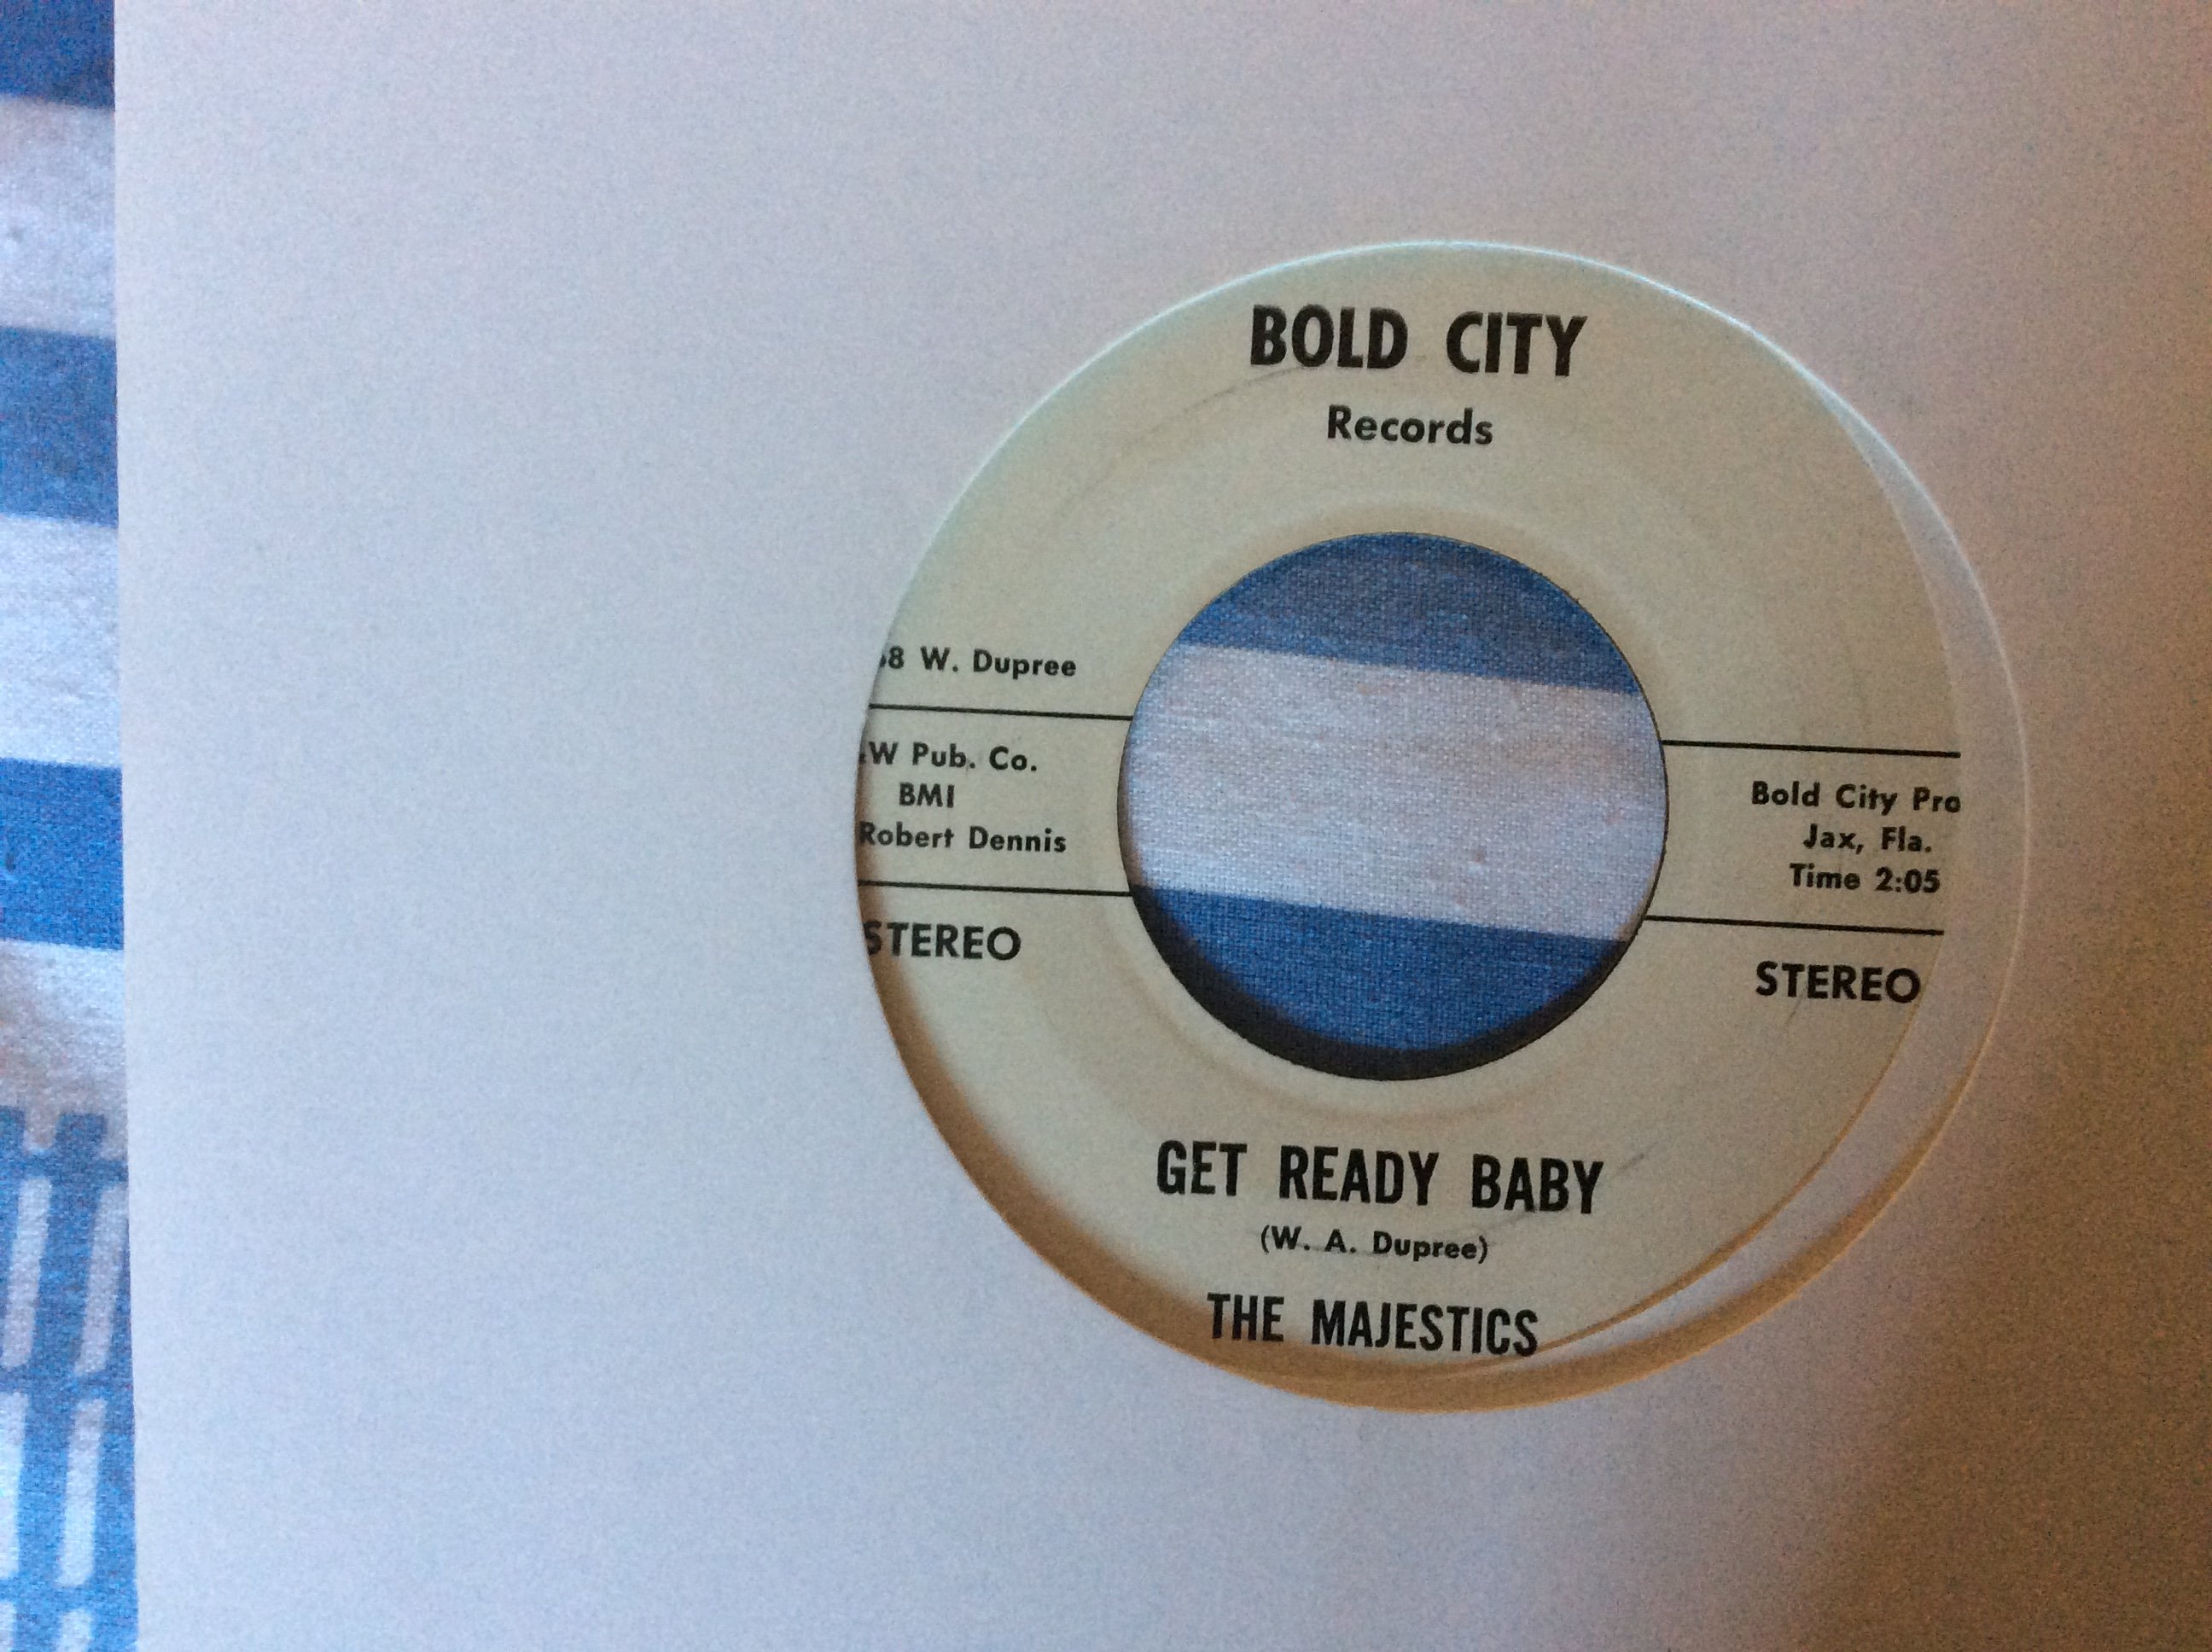 BOLD CITY
Records
8 W. Dupree
W Pub. Co.
BMI
Robert Dennis
Bold City Pro
Jax, Fla.
Time 2:05
STEREO
STEREO
GET READY BABY
(W. A. Dupree)
THE MAJESTICS